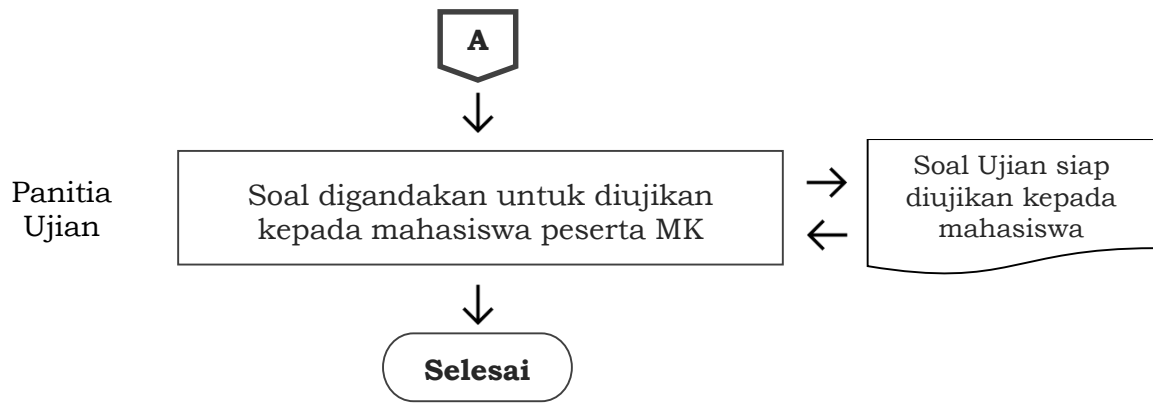 A
Panitia
Ujian
Soal digandakan untuk diujikan
kepada mahasiswa peserta MK
Soal Ujian siap
diujikan kepada
mahasiswa
Selesai